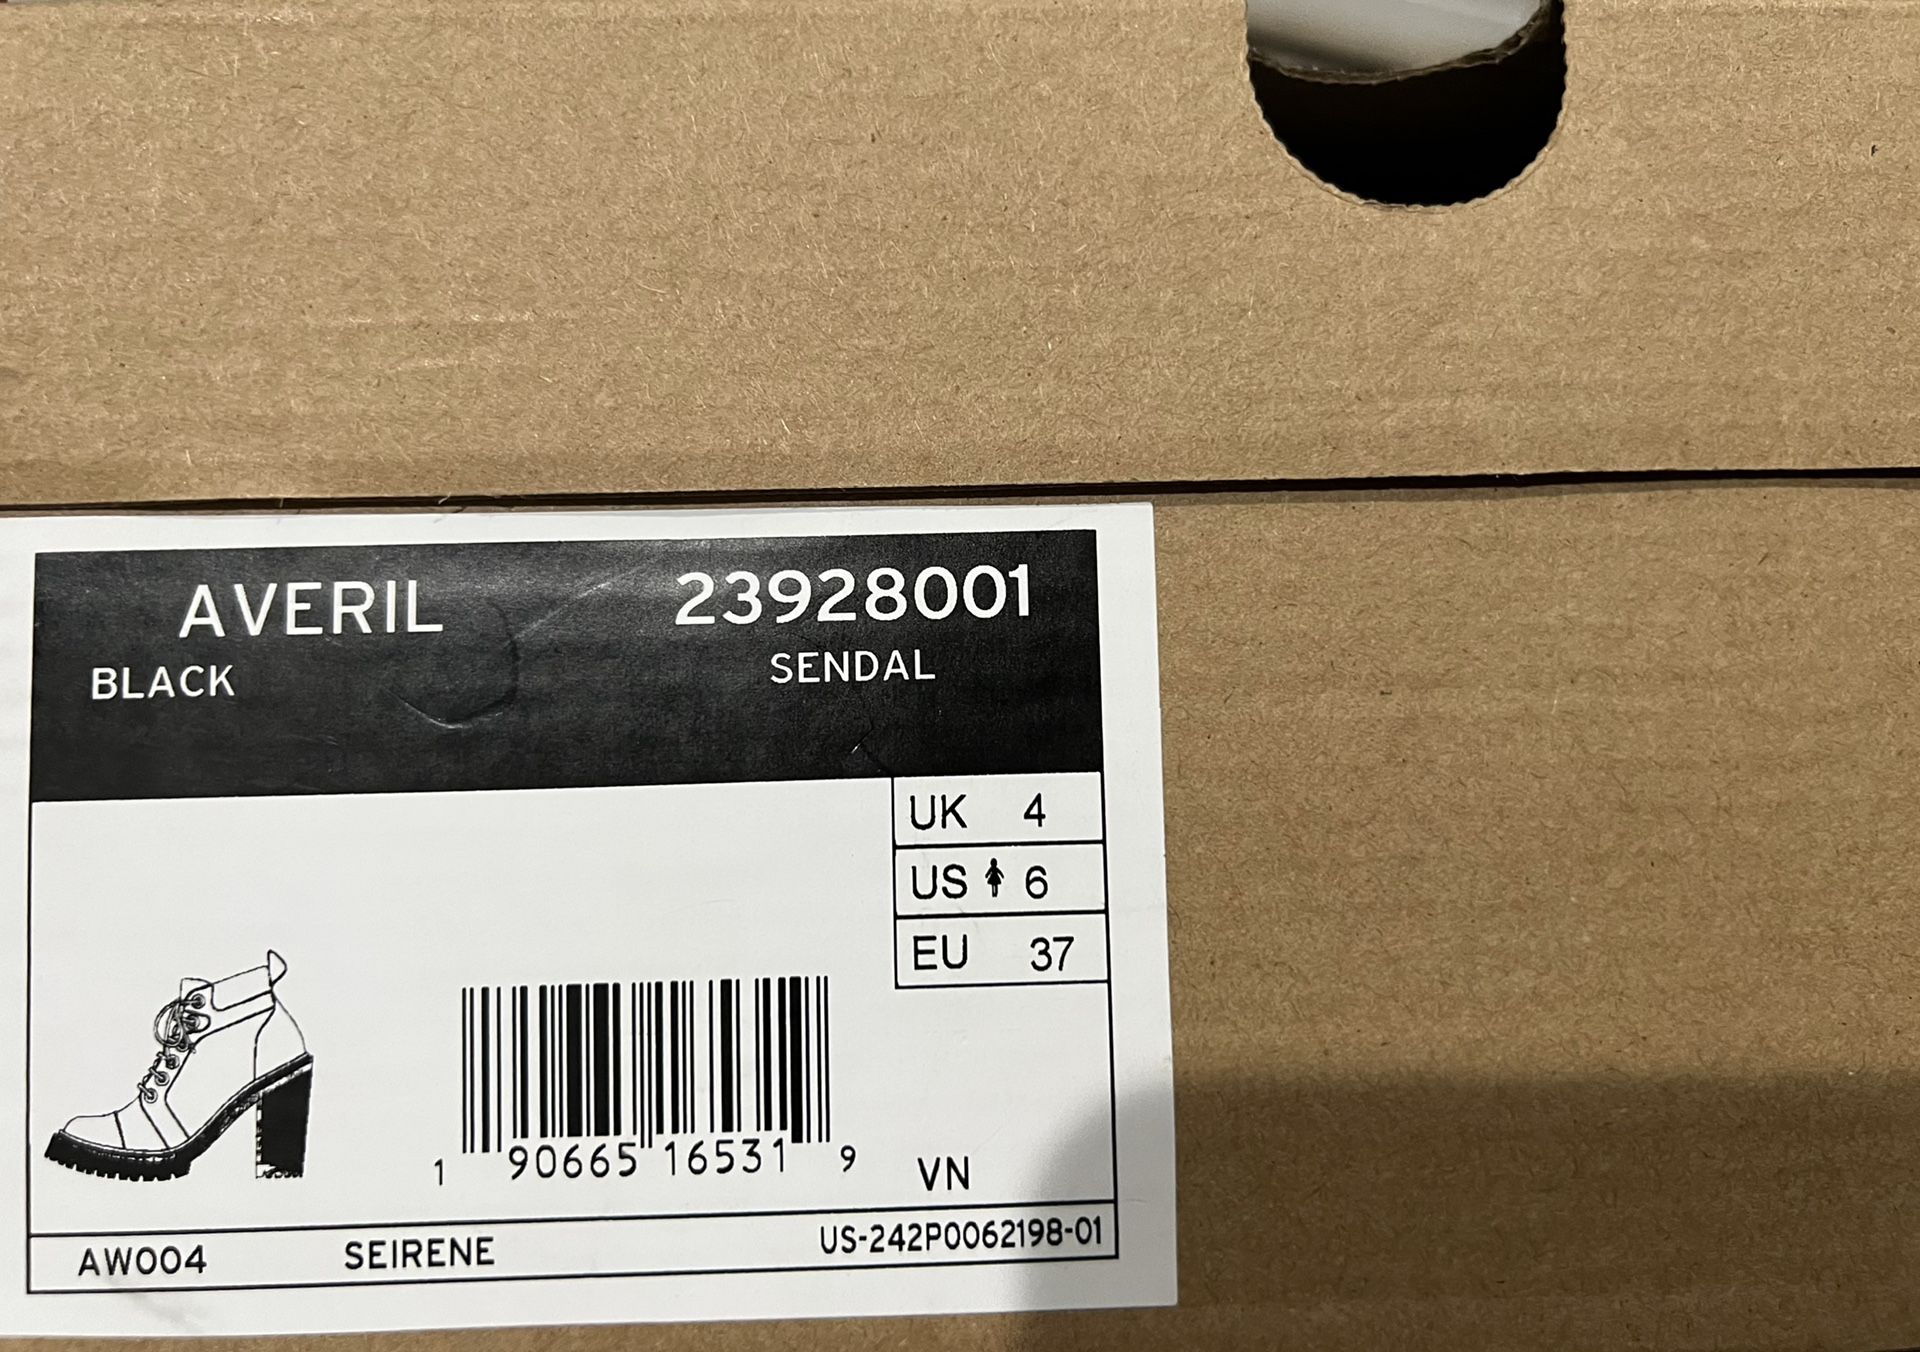 AVERIL 23928001
BLACK SENDAL
UK 4
US 6
EU 37
1 90665 16531 9 VN
AW004 SEIRENE US-242P0062198-01